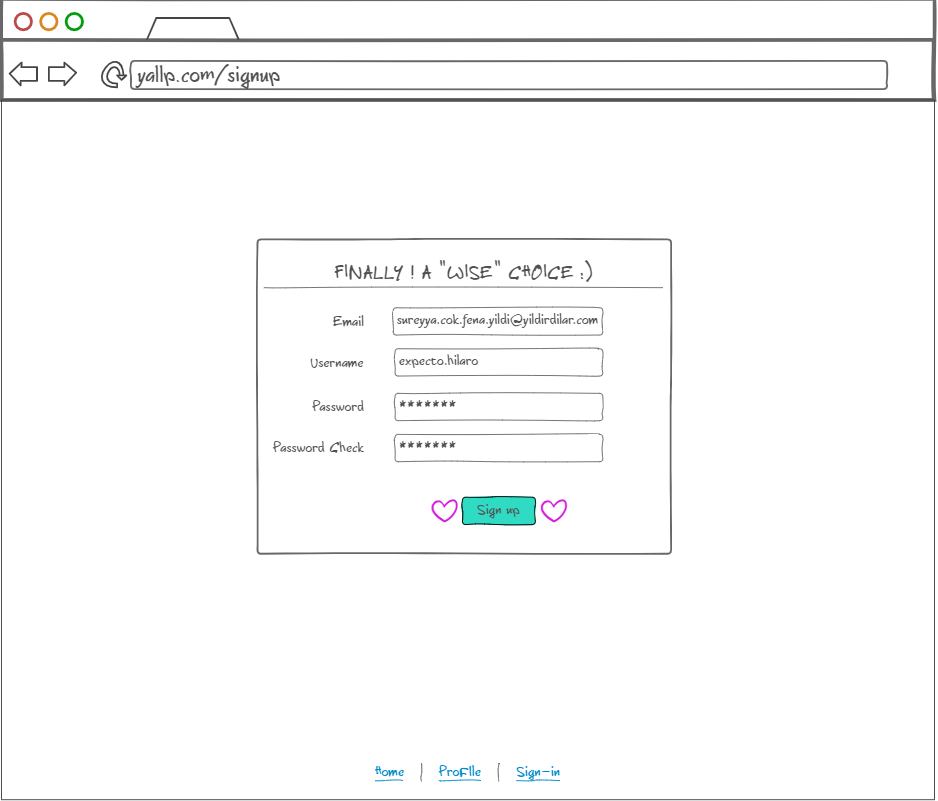 yallp.com/signup
FINALLY ! A "WISE" CHOICE :)
Email sureyya.cok.fena.yildi@yildirdilar.com
Username expecto.hilaro
Password *******
Password Check *******
Sign up
Home | ProFIle | Sign-in